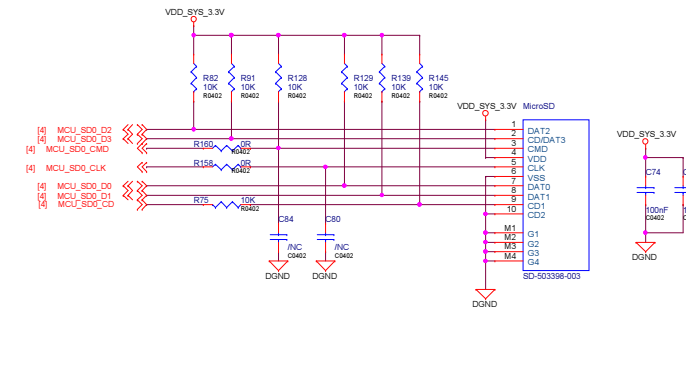 VDD_SYS_3.3V
R82 R91 R128 R129 R139 R145
10K 10K 10K 10K 10K 10K
R0402 R0402 R0402 R0402 R0402 R0402
VDD_SYS_3.3V MicroSD
[4] MCU_SD0_D2 1 DAT2
[4] MCU_SD0_D3 2 CD/DAT3
[4] MCU_SD0_CMD R160 0R R0402 3 CMD
4 VDD
[4] MCU_SD0_CLK R158 0R R0402 5 CLK
6 VSS
[4] MCU_SD0_D0 7 DAT0
[4] MCU_SD0_D1 8 DAT1
[4] MCU_SD0_CD R75 10K R0402 9 CD1
10 CD2
M1 G1
M2 G2
M3 G3
M4 G4
SD-503398-003
C84 C80
/NC /NC
C0402 C0402
DGND DGND
DGND
VDD_SYS_3.3V
C74
100nF
C0402
DGND